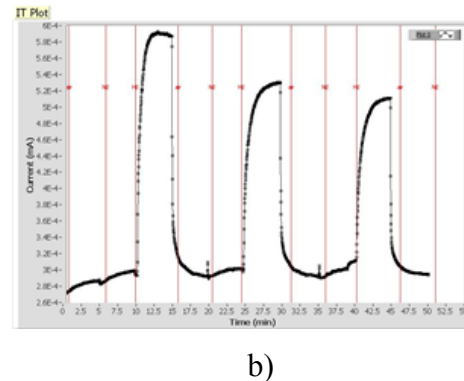 IT Plot
Plot 0
6E-4
5.8E-4
5.6E-4
5.4E-4
5.2E-4
5E-4
4.8E-4
4.6E-4
4.4E-4
4.2E-4
4E-4
3.8E-4
3.6E-4
3.4E-4
3.2E-4
3E-4
2.8E-4
2.6E-4
Current (mA)
0 2.5 5 7.5 10 12.5 15 17.5 20 22.5 25 27.5 30 32.5 35 37.5 40 42.5 45 47.5 50 52.5
Time (min)
b)